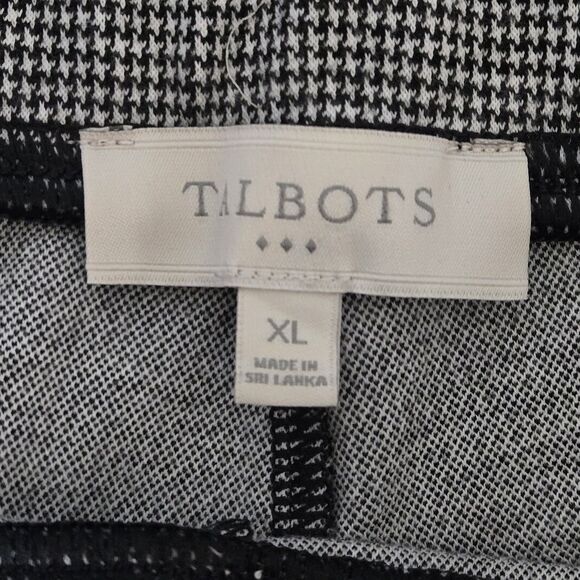 TALBOTS
XL
MADE IN
SRI LANKA